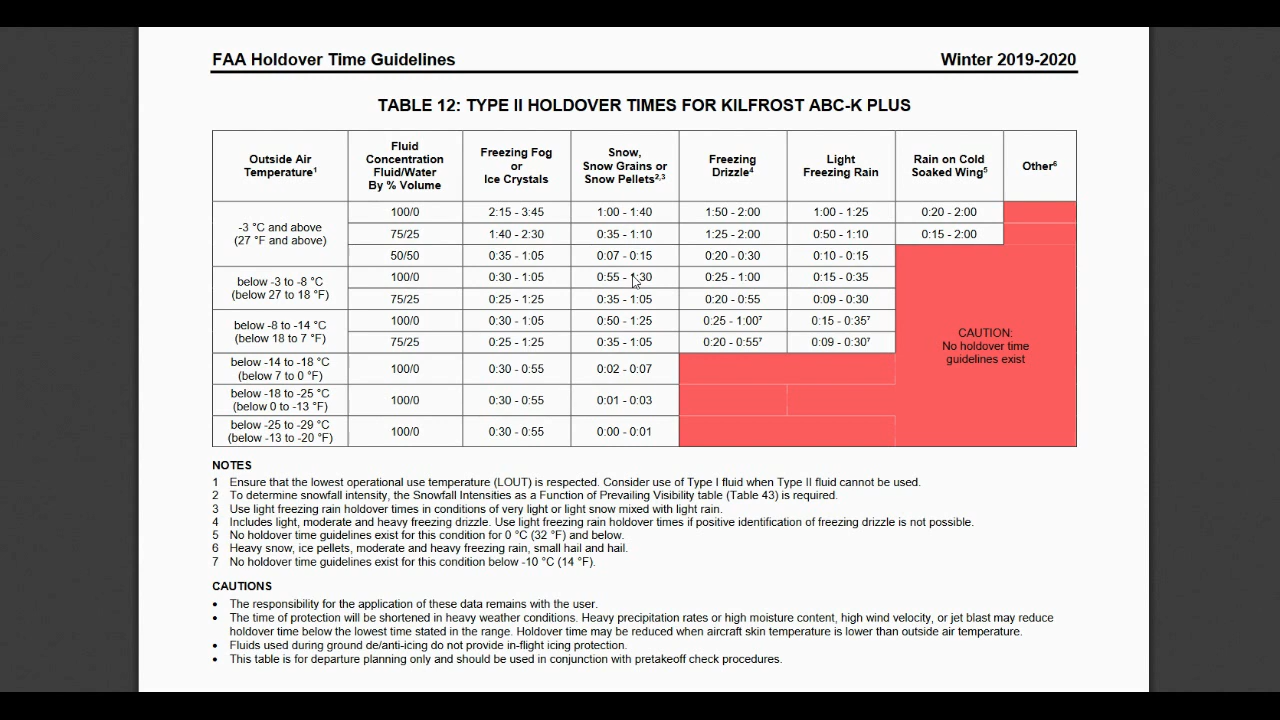 FAA Holdover Time Guidelines Winter 2019-2020
TABLE 12: TYPE II HOLDOVER TIMES FOR KILFROST ABC-K PLUS
Outside Air Temperature1 Fluid Concentration Fluid/Water By % Volume Freezing Fog or Ice Crystals Snow, Snow Grains or Snow Pellets2,3 Freezing Drizzle4 Light Freezing Rain Rain on Cold Soaked Wing5 Other6
-3 °C and above (27 °F and above) 100/0 2:15 - 3:45 1:00 - 1:40 1:50 - 2:00 1:00 - 1:25 0:20 - 2:00
75/25 1:40 - 2:30 0:35 - 1:10 1:25 - 2:00 0:50 - 1:10 0:15 - 2:00
50/50 0:35 - 1:05 0:07 - 0:15 0:20 - 0:30 0:10 - 0:15
below -3 to -8 °C (below 27 to 18 °F) 100/0 0:30 - 1:05 0:55 - 1:30 0:25 - 1:00 0:15 - 0:35
75/25 0:25 - 1:25 0:35 - 1:05 0:20 - 0:55 0:09 - 0:30
below -8 to -14 °C (below 18 to 7 °F) 100/0 0:30 - 1:05 0:50 - 1:25 0:25 - 1:007 0:15 - 0:357
75/25 0:25 - 1:25 0:35 - 1:05 0:20 - 0:557 0:09 - 0:307
CAUTION: No holdover time guidelines exist
below -14 to -18 °C (below 7 to 0 °F) 100/0 0:30 - 0:55 0:02 - 0:07
below -18 to -25 °C (below 0 to -13 °F) 100/0 0:30 - 0:55 0:01 - 0:03
below -25 to -29 °C (below -13 to -20 °F) 100/0 0:30 - 0:55 0:00 - 0:01
NOTES
1 Ensure that the lowest operational use temperature (LOUT) is respected. Consider use of Type I fluid when Type II fluid cannot be used.
2 To determine snowfall intensity, the Snowfall Intensities as a Function of Prevailing Visibility table (Table 43) is required.
3 Use light freezing rain holdover times in conditions of very light or light snow mixed with light rain.
4 Includes light, moderate and heavy freezing drizzle. Use light freezing rain holdover times if positive identification of freezing drizzle is not possible.
5 No holdover time guidelines exist for this condition for 0 °C (32 °F) and below.
6 Heavy snow, ice pellets, moderate and heavy freezing rain, small hail and hail.
7 No holdover time guidelines exist for this condition below -10 °C (14 °F).
CAUTIONS
• The responsibility for the application of these data remains with the user.
• The time of protection will be shortened in heavy weather conditions. Heavy precipitation rates or high moisture content, high wind velocity, or jet blast may reduce
holdover time below the lowest time stated in the range. Holdover time may be reduced when aircraft skin temperature is lower than outside air temperature.
• Fluids used during ground de/anti-icing do not provide in-flight icing protection.
• This table is for departure planning only and should be used in conjunction with pretakeoff check procedures.